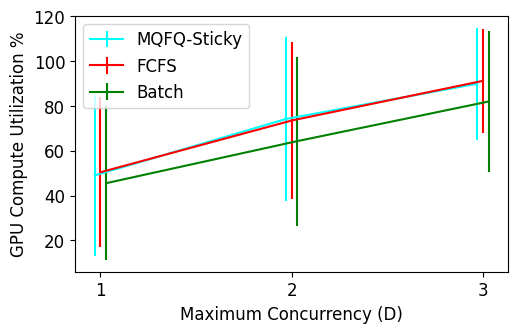 120
100
80
60
40
20
GPU Compute Utilization %
MQFQ-Sticky
FCFS
Batch
1
2
3
Maximum Concurrency (D)